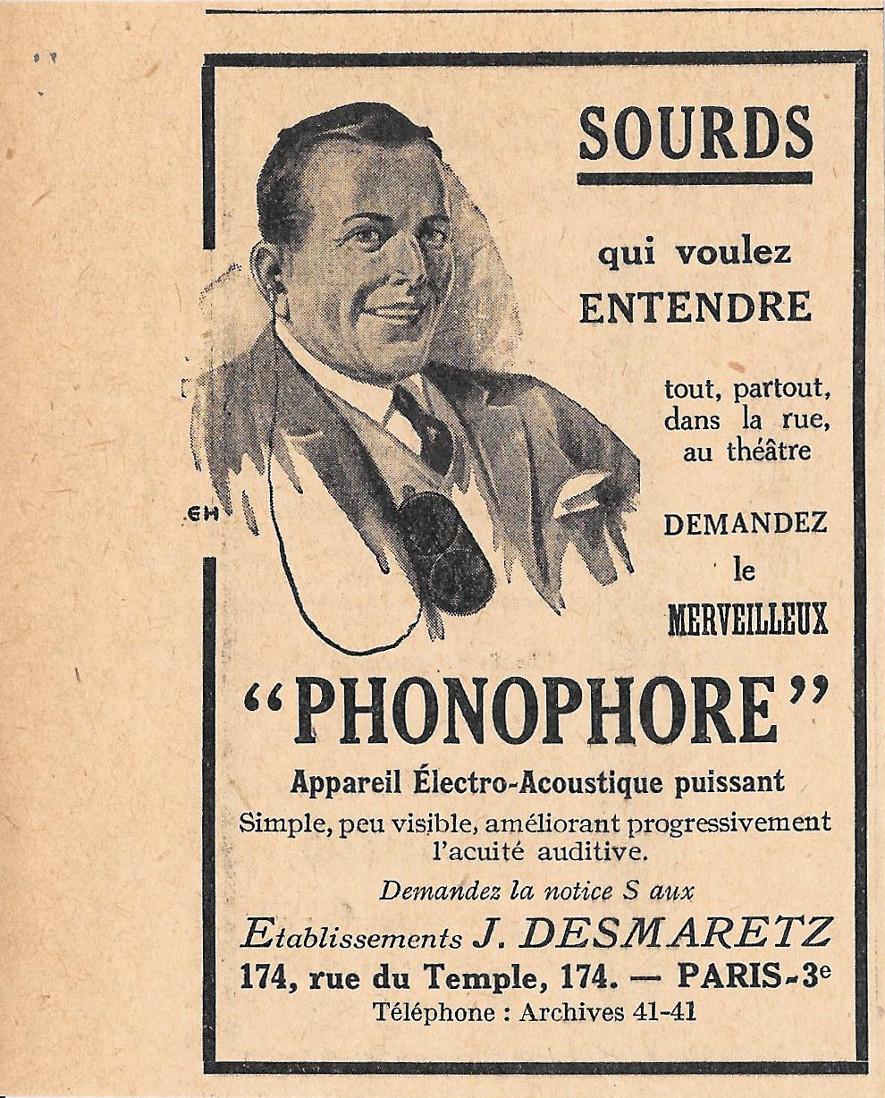 SOURDS
qui voulez
ENTENDRE
tout, partout,
dans la rue,
au théâtre
DEMANDEZ
le
MERVEILLEUX
EH
“PHONOPHORE”
Appareil Électro-Acoustique puissant
Simple, peu visible, améliorant progressivement
l'acuité auditive.
Demandez la notice S aux
Etablissements J. DESMARETZ
174, rue du Temple, 174. — PARIS-3e
Téléphone : Archives 41-41